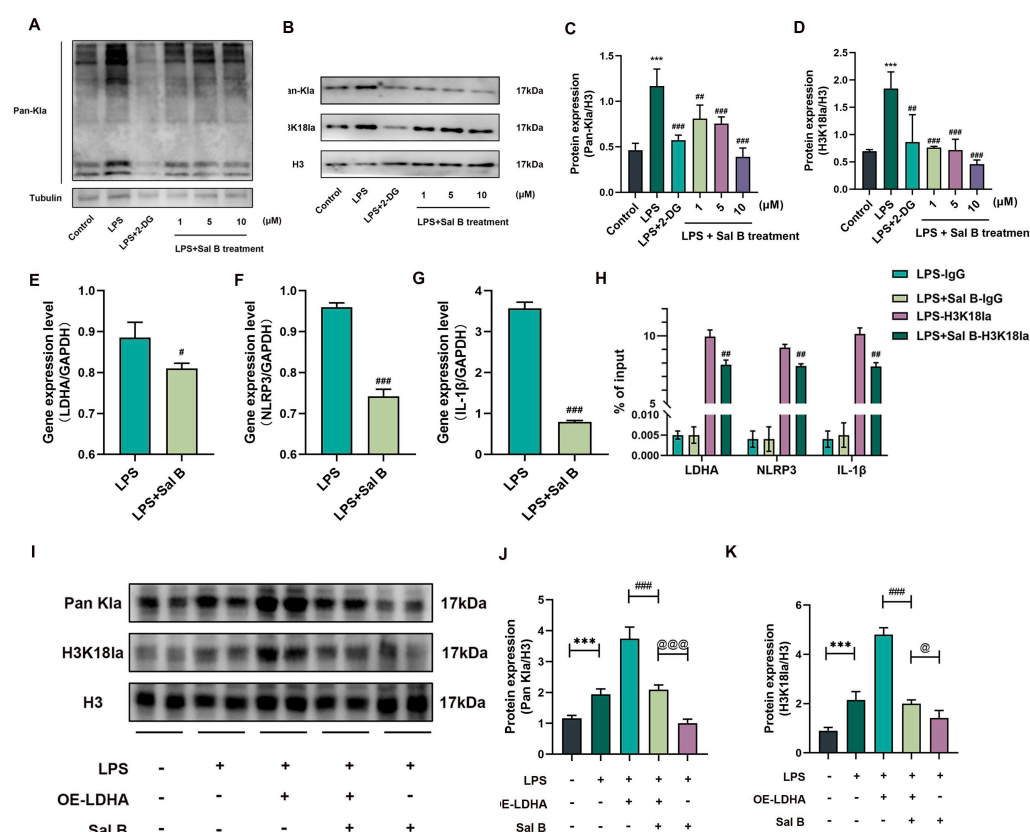 A
Pan-Kla
Tubulin
Control
LPS
LPS+2-DG
1 5 10 (μM)
LPS+Sal B treatment
B
an-Kla 17kDa
3K18la 17kDa
H3 17kDa
Control
LPS
LPS+2-DG
1 5 10 (μM)
LPS+Sal B treatment
C
Protein expression
(Pan-Kla/H3)
1.5
1.0
0.5
0.0
***
###
##
###
###
Control
LPS
LPS+2-DG
1 5 10 (μM)
LPS + Sal B treatment
D
Protein expression
(H3K18la/H3)
2.5
2.0
1.5
1.0
0.5
0.0
***
##
###
###
###
Control
LPS
LPS+2-DG
1 5 10 (μM)
LPS + Sal B treatmen
E
Gene expression level
(LDHA/GAPDH)
1.0
0.9
0.8
0.7
0.6
#
LPS
LPS+Sal B
F
Gene expression level
(NLRP3/GAPDH)
1.0
0.9
0.8
0.7
0.6
###
LPS
LPS+Sal B
G
Gene expression level
(IL-1β/GAPDH)
4
3
2
1
0
###
LPS
LPS+Sal B
H
% of input
10
5
0.010
0.005
0.000
##
##
##
LDHA NLRP3 IL-1β
LPS-IgG
LPS+Sal B-IgG
LPS-H3K18la
LPS+Sal B-H3K18la
I
Pan Kla 17kDa
H3K18la 17kDa
H3 17kDa
LPS - + + + +
OE-LDHA - - + + -
Sal B - - - + +
J
Protein expression
(Pan Kla/H3)
5
4
3
2
1
0
***
###
@@@
LPS - + + + +
E-LDHA - - + + -
Sal B - - - + +
K
Protein expression
(H3K18la/H3)
6
4
2
0
***
###
@
LPS - + + + +
OE-LDHA - - + + -
Sal B - - - + +